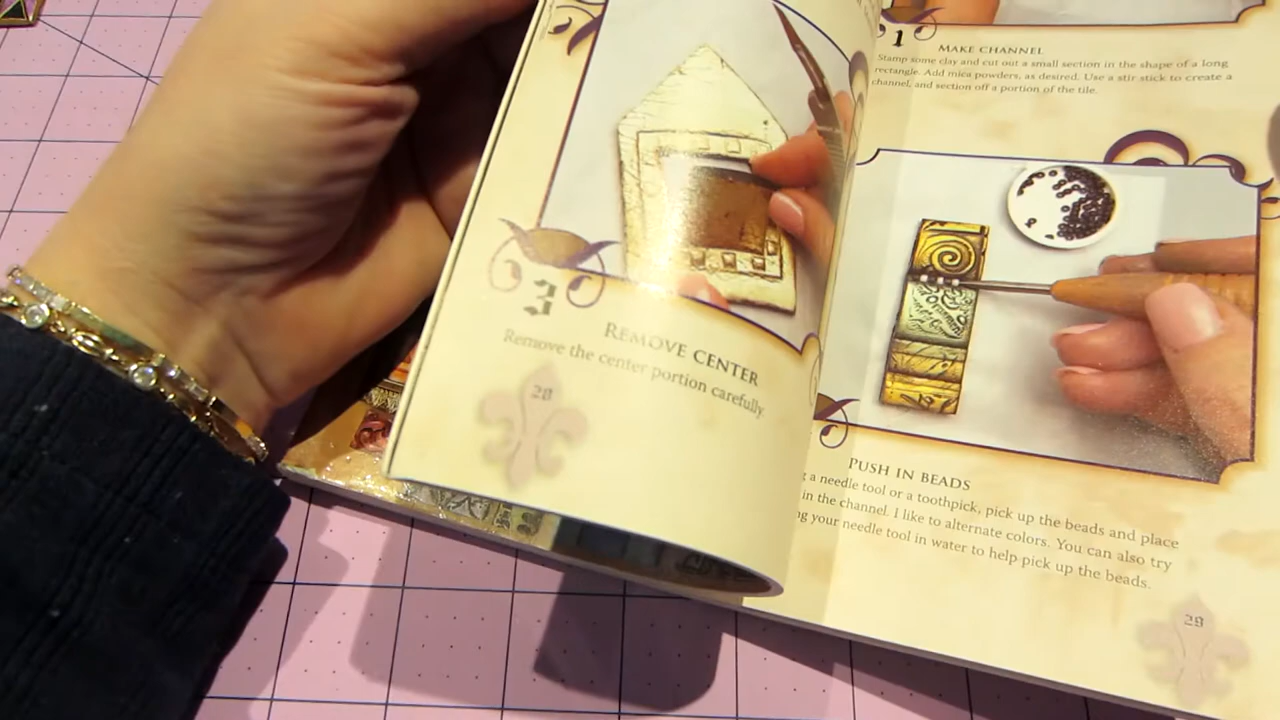 3
REMOVE CENTER
Remove the center portion carefully.
28
1
MAKE CHANNEL
Stamp some clay and cut out a small section in the shape of a long
rectangle. Add mica powders, as desired. Use a stir stick to create a
channel, and section off a portion of the tile.
PUSH IN BEADS
a needle tool or a toothpick, pick up the beads and place
in the channel. I like to alternate colors. You can also try
your needle tool in water to help pick up the beads.
29